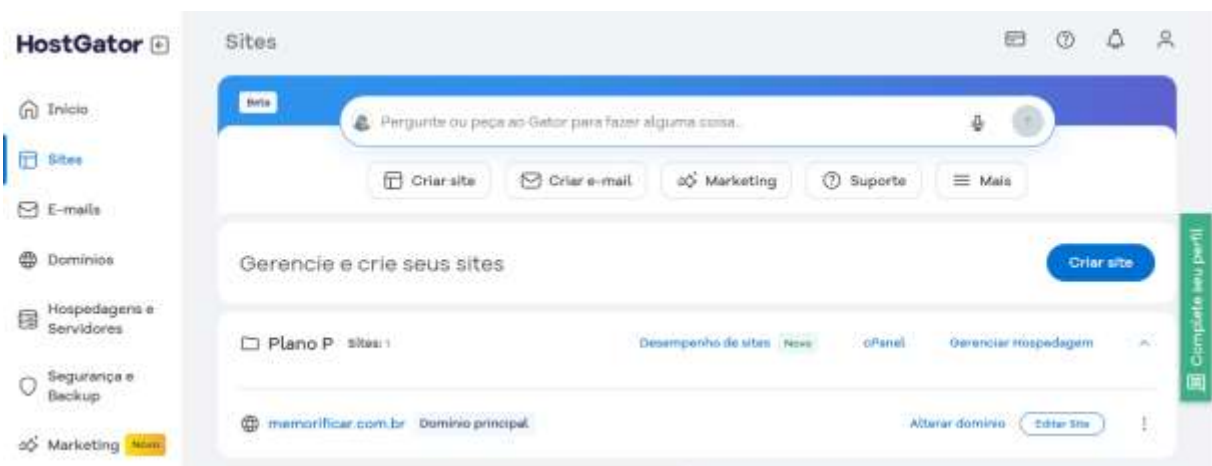 HostGator
Sites
Início
Sites
E-mails
Domínios
Hospedagens e
Servidores
Segurança e
Backup
Marketing Novo
Beta
Pergunte ou peça ao Gator para fazer alguma coisa...
Criar site
Criar e-mail
Marketing
Suporte
Mais
Gerencie e crie seus sites
Criar site
Plano P Sites: 1
Desempenho de sites Novo
cPanel
Gerenciar Hospedagem
memorificar.com.br Domínio principal
Alterar domínio
Editar Site
Complete seu perfil